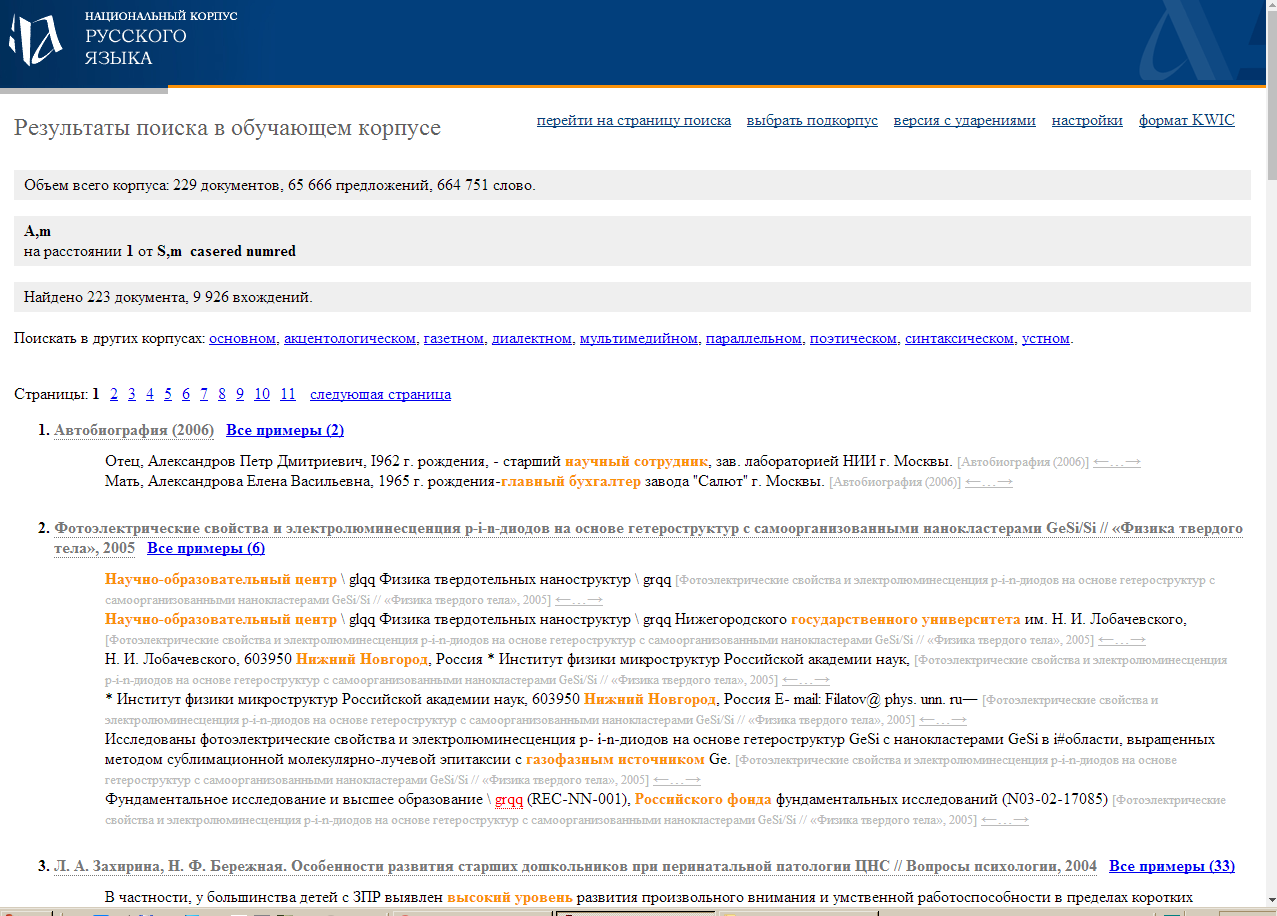 НАЦИОНАЛЬНЫЙ КОРПУС
РУССКОГО
ЯЗЫКА
Результаты поиска в обучающем корпусе
перейти на страницу поиска выбрать подкорпус версия с ударениями настройки формат KWIC
Объем всего корпуса: 229 документов, 65 666 предложений, 664 751 слово.
A,m
на расстоянии 1 от S,m casered numred
Найдено 223 документа, 9 926 вхождений.
Поискать в других корпусах: основном, акцентологическом, газетном, диалектном, мультимедийном, параллельном, поэтическом, синтаксическом, устном.
Страницы: 1 2 3 4 5 6 7 8 9 10 11 следующая страница
1. Автобиография (2006) Все примеры (2)
Отец, Александров Петр Дмитриевич, I962 г. рождения, - старший научный сотрудник, зав. лабораторией НИИ г. Москвы. [Автобиография (2006)] ←…→
Мать, Александрова Елена Васильевна, 1965 г. рождения-главный бухгалтер завода "Салют" г. Москвы. [Автобиография (2006)] ←…→
2. Фотоэлектрические свойства и электролюминесценция p-i-n-диодов на основе гетероструктур с самоорганизованными нанокластерами GeSi/Si // «Физика твердого
тела», 2005 Все примеры (6)
Научно-образовательный центр \ glqq Физика твердотельных наноструктур \ grqq [Фотоэлектрические свойства и электролюминесценция p-i-n-диодов на основе гетероструктур с
самоорганизованными нанокластерами GeSi/Si // «Физика твердого тела», 2005] ←…→
Научно-образовательный центр \ glqq Физика твердотельных наноструктур \ grqq Нижегородского государственного университета им. Н. И. Лобачевского,
[Фотоэлектрические свойства и электролюминесценция p-i-n-диодов на основе гетероструктур с самоорганизованными нанокластерами GeSi/Si // «Физика твердого тела», 2005] ←…→
Н. И. Лобачевского, 603950 Нижний Новгород, Россия * Институт физики микроструктур Российской академии наук, [Фотоэлектрические свойства и электролюминесценция
p-i-n-диодов на основе гетероструктур с самоорганизованными нанокластерами GeSi/Si // «Физика твердого тела», 2005] ←…→
* Институт физики микроструктур Российской академии наук, 603950 Нижний Новгород, Россия E- mail: Filatov@ phys. unn. ru— [Фотоэлектрические свойства и
электролюминесценция p-i-n-диодов на основе гетероструктур с самоорганизованными нанокластерами GeSi/Si // «Физика твердого тела», 2005] ←…→
Исследованы фотоэлектрические свойства и электролюминесценция p- i-n-диодов на основе гетероструктур GeSi с нанокластерами GeSi в i#области, выращенных
методом сублимационной молекулярно-лучевой эпитаксии с газофазным источником Ge. [Фотоэлектрические свойства и электролюминесценция p-i-n-диодов на основе
гетероструктур с самоорганизованными нанокластерами GeSi/Si // «Физика твердого тела», 2005] ←…→
Фундаментальное исследование и высшее образование \ grqq (REC-NN-001), Российского фонда фундаментальных исследований (N03-02-17085) [Фотоэлектрические
свойства и электролюминесценция p-i-n-диодов на основе гетероструктур с самоорганизованными нанокластерами GeSi/Si // «Физика твердого тела», 2005] ←…→
3. Л. А. Захирина, Н. Ф. Бережная. Особенности развития старших дошкольников при перинатальной патологии ЦНС // Вопросы психологии, 2004 Все примеры (33)
В частности, у большинства детей с ЗПР выявлен высокий уровень развития произвольного внимания и умственной работоспособности в пределах коротких